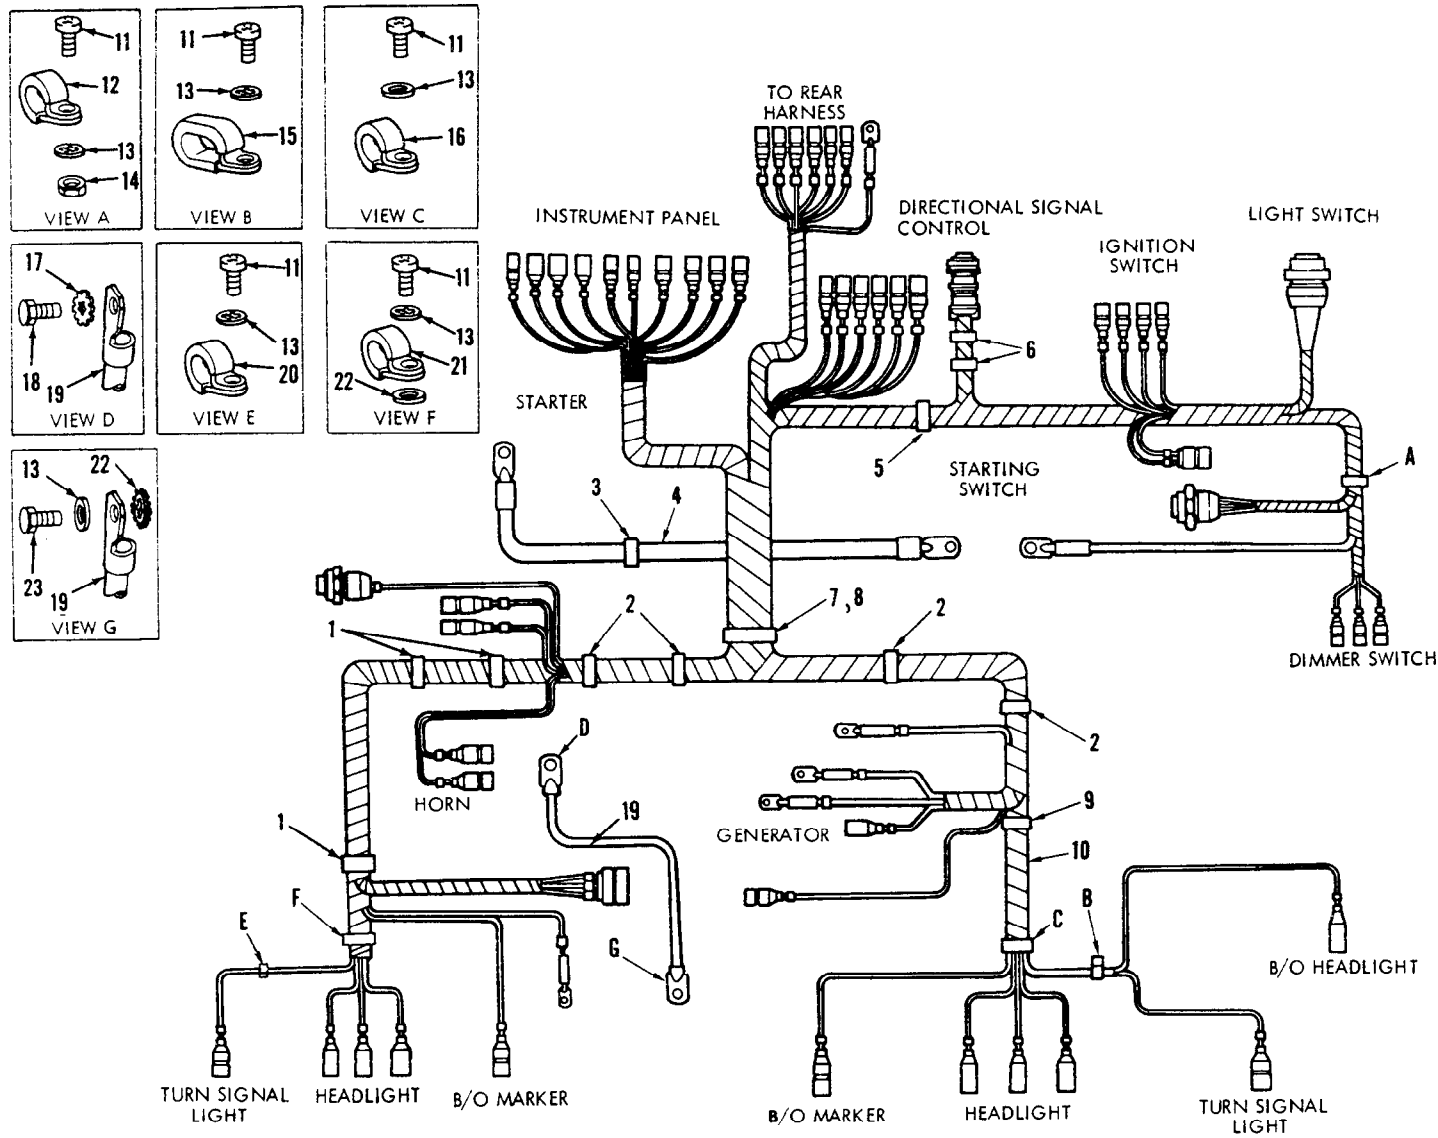 11
12
13
14
VIEW A
11
13
15
VIEW B
11
13
16
VIEW C
17
18
19
VIEW D
11
13
20
VIEW E
11
13
21
22
VIEW F
13
22
23
19
VIEW G
TO REAR
HARNESS
INSTRUMENT PANEL
DIRECTIONAL SIGNAL
CONTROL
IGNITION
SWITCH
LIGHT SWITCH
6
STARTER
5
STARTING
SWITCH
A
3
4
7,8
2
2
1
DIMMER SWITCH
2
D
HORN
19
1
GENERATOR
9
10
F
E
G
C
B
B/O HEADLIGHT
TURN SIGNAL
LIGHT
HEADLIGHT
B/O MARKER
B/O MARKER
HEADLIGHT
TURN SIGNAL
LIGHT